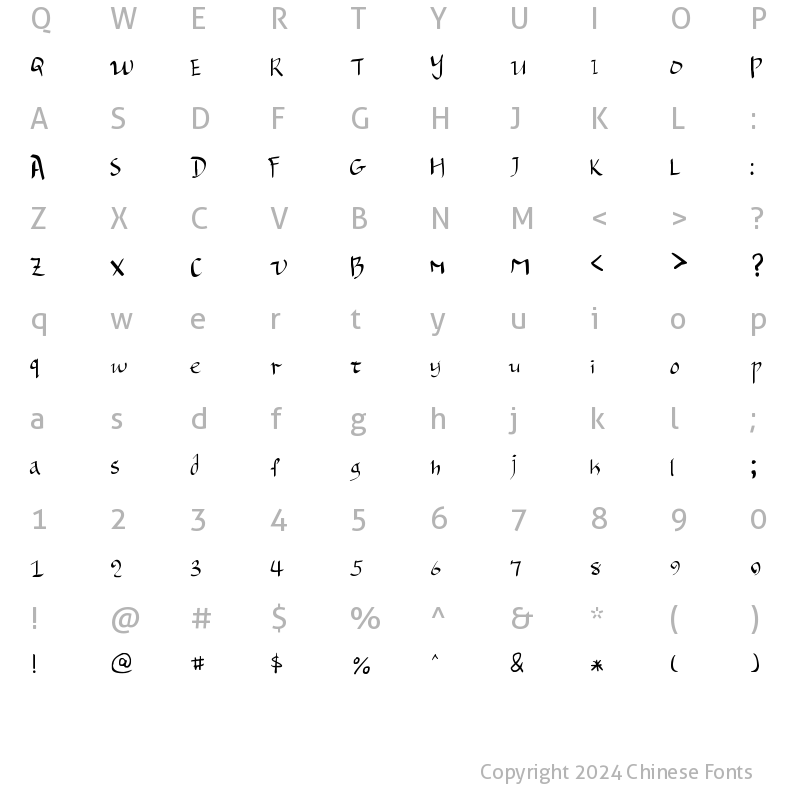 Q W E R T Y U I O P
Q W E R T Y U I O P
A S D F G H J K L :
A S D F G H J K L :
Z X C V B N M < > ?
Z X C V B N M < > ?
q w e r t y u i o p
q w e r t y u i o p
a s d f g h j k l ;
a s d f g h j k l ;
1 2 3 4 5 6 7 8 9 0
1 2 3 4 5 6 7 8 9 0
! @ # $ % ^ & * ( )
! @ # $ % ^ & * ( )
Copyright 2024 Chinese Fonts